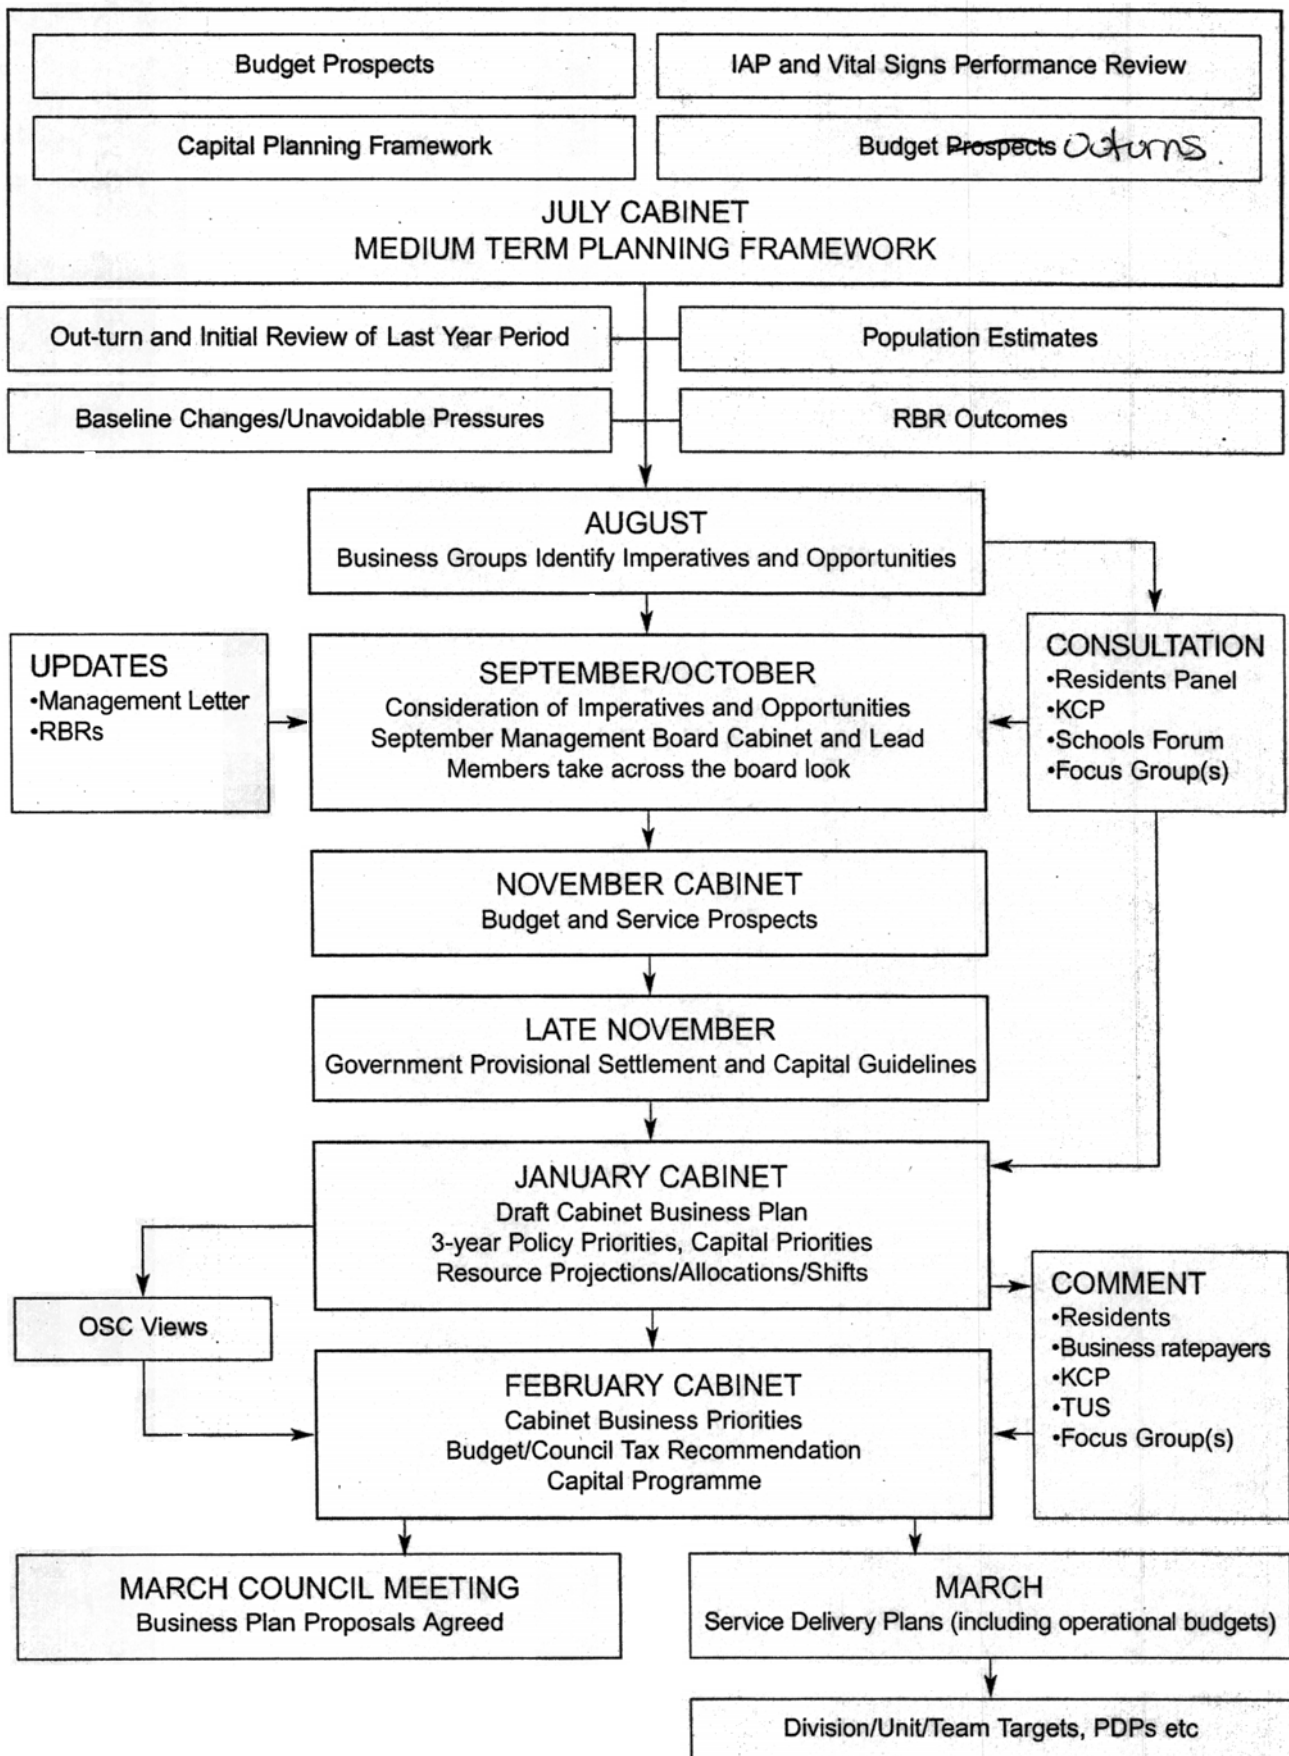 Budget Prospects
IAP and Vital Signs Performance Review
Capital Planning Framework
Budget Prospects Outurns.
JULY CABINET
MEDIUM TERM PLANNING FRAMEWORK
Out-turn and Initial Review of Last Year Period
Population Estimates
Baseline Changes/Unavoidable Pressures
RBR Outcomes
AUGUST
Business Groups Identify Imperatives and Opportunities
UPDATES
•Management Letter
•RBRs
SEPTEMBER/OCTOBER
Consideration of Imperatives and Opportunities
September Management Board Cabinet and Lead
Members take across the board look
CONSULTATION
•Residents Panel
•KCP
•Schools Forum
•Focus Group(s)
NOVEMBER CABINET
Budget and Service Prospects
LATE NOVEMBER
Government Provisional Settlement and Capital Guidelines
JANUARY CABINET
Draft Cabinet Business Plan
3-year Policy Priorities, Capital Priorities
Resource Projections/Allocations/Shifts
OSC Views
COMMENT
•Residents
•Business ratepayers
•KCP
•TUS
•Focus Group(s)
FEBRUARY CABINET
Cabinet Business Priorities
Budget/Council Tax Recommendation
Capital Programme
MARCH COUNCIL MEETING
Business Plan Proposals Agreed
MARCH
Service Delivery Plans (including operational budgets)
Division/Unit/Team Targets, PDPs etc